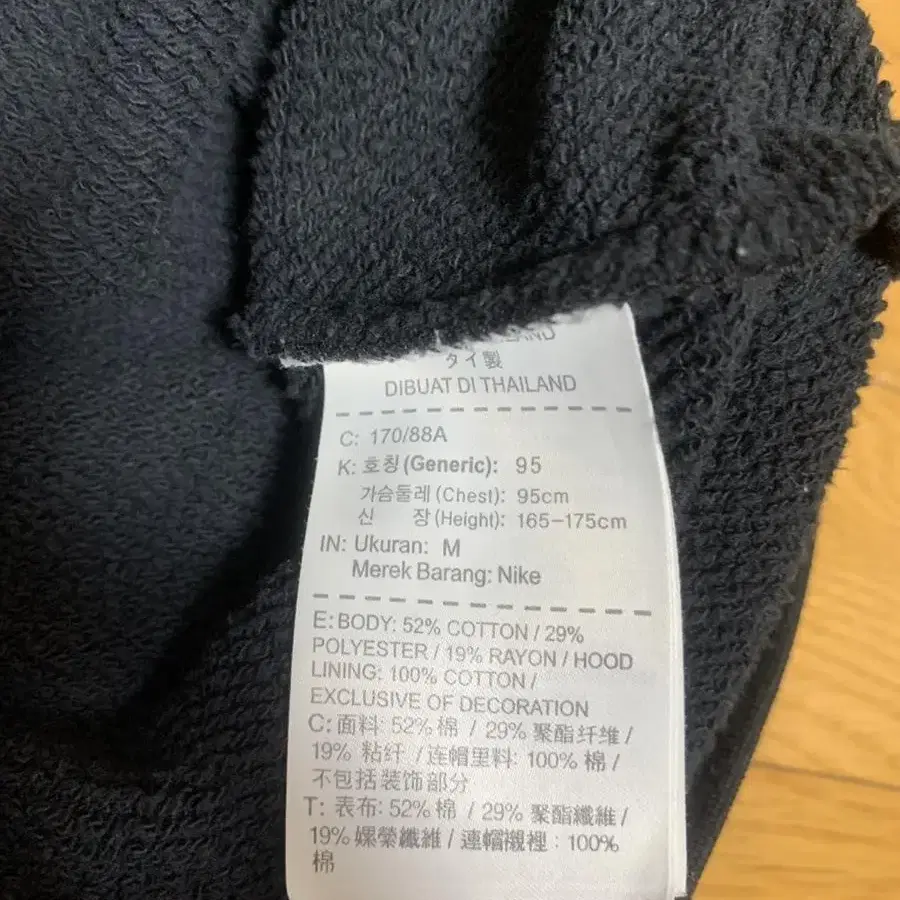 タイ製
DIBUAT DI THAILAND
C: 170/88A
K: 호칭(Generic): 95
가슴둘레(Chest): 95cm
신 장(Height): 165-175cm
IN: Ukuran: M
Merek Barang: Nike
E: BODY: 52% COTTON / 29%
POLYESTER / 19% RAYON / HOOD
LINING: 100% COTTON /
EXCLUSIVE OF DECORATION
C: 面料: 52% 棉 / 29% 聚酯纤维 /
19% 粘纤 / 连帽里料: 100% 棉 /
不包括装饰部分
T: 表布: 52% 棉 / 29% 聚酯纖維 /
19% 嫘縈纖維 / 連帽襯裡 : 100%
棉